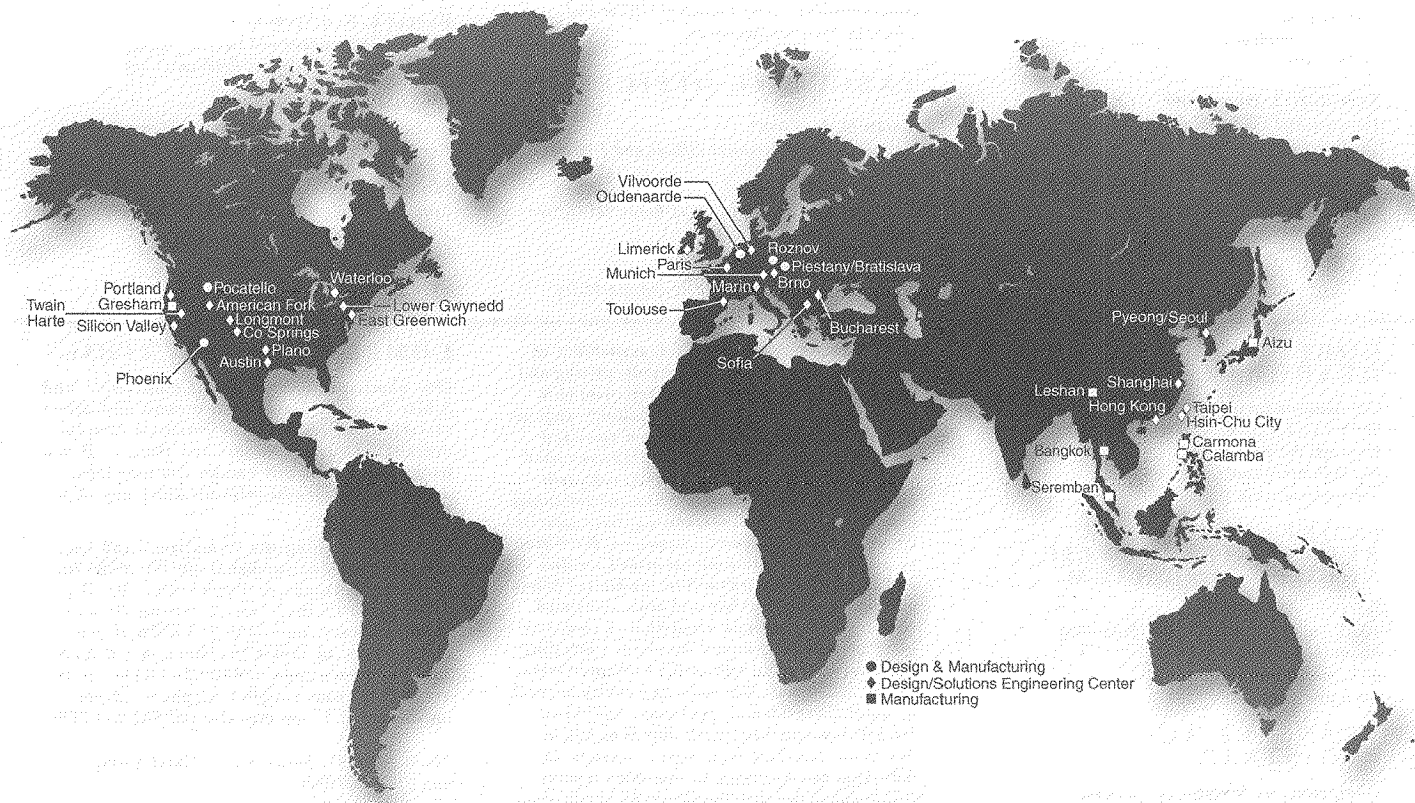 Vilvoorde
Oudenaarde
Limerick
Paris
Munich
Marin
Toulouse
Roznov
Piestany/Bratislava
Brno
Bucharest
Sofia
Waterloo
Portland
Gresham
Twain
Harte
Silicon Valley
Pocatello
American Fork
Longmont
Co Springs
Plano
Austin
Phoenix
Lower Gwynedd
East Greenwich
Pyeong/Seoul
Aizu
Leshan
Shanghai
Hong Kong
Taipei
Hsin-Chu City
Carmona
Calamba
Bangkok
Seremban
Design & Manufacturing
Design/Solutions Engineering Center
Manufacturing